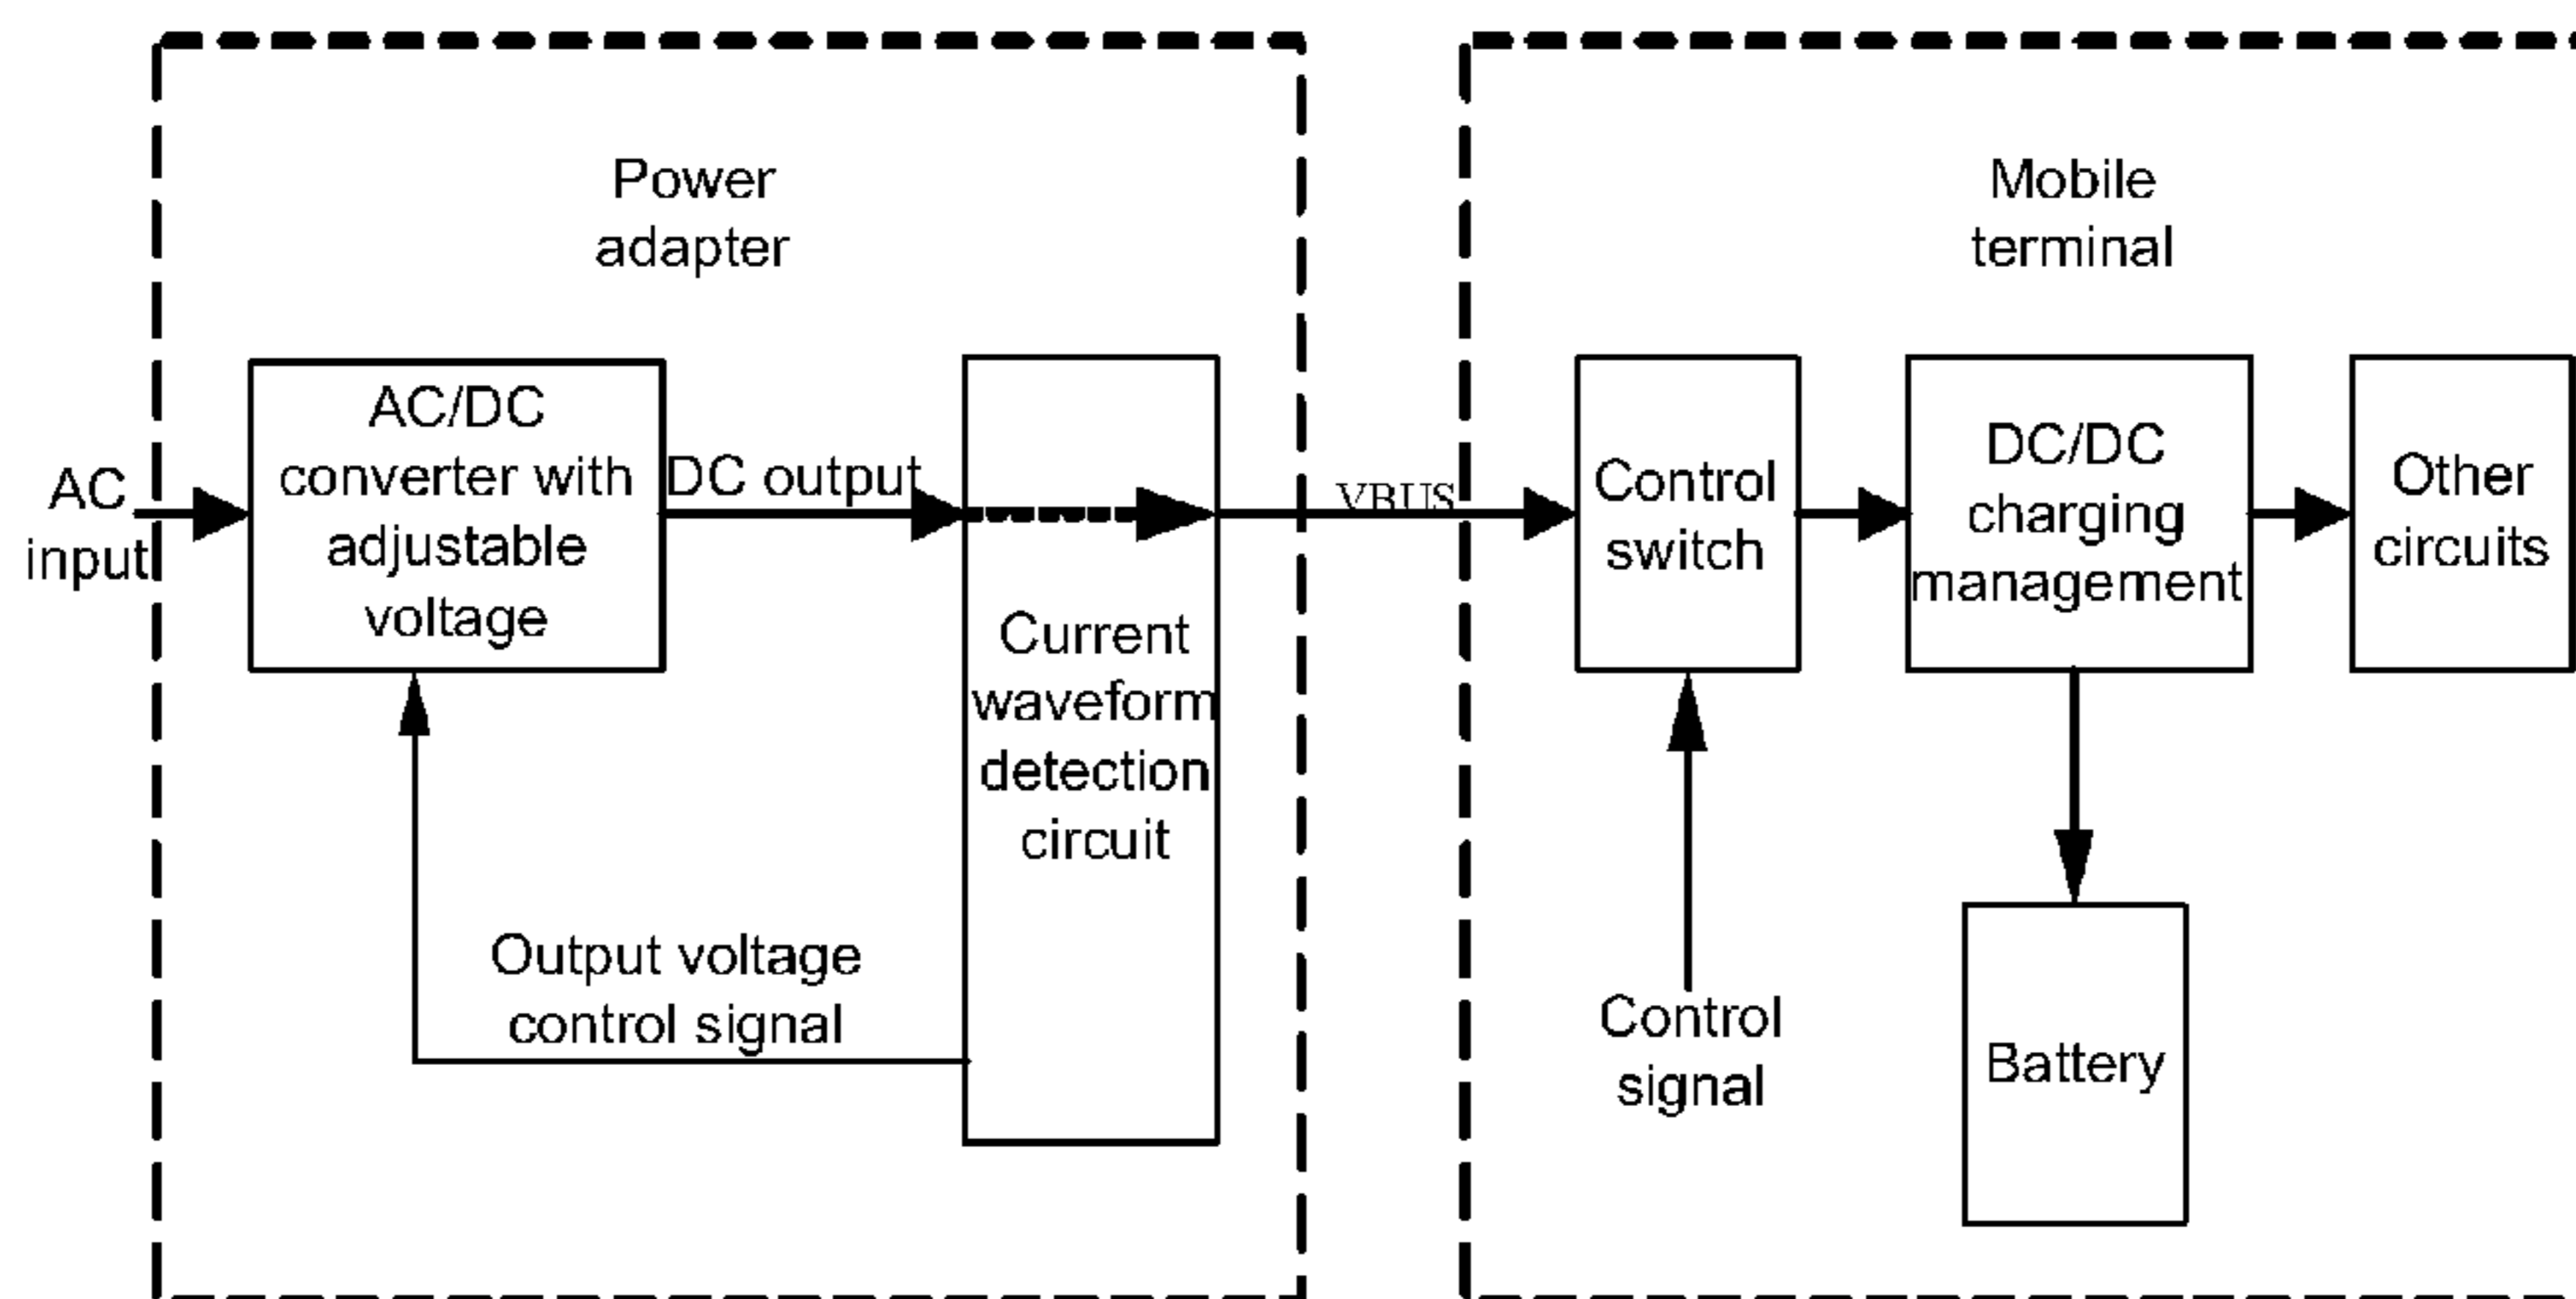 Power
adapter
Mobile
terminal
AC
input
AC/DC
converter with
adjustable
voltage
DC output
Current
waveform
detection
circuit
Output voltage
control signal
VBUS
Control
switch
Control
signal
DC/DC
charging
management
Other
circuits
Battery